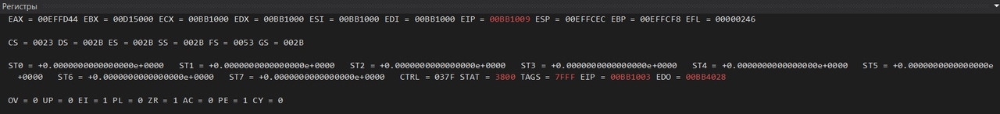 Регистры
EAX = 00EFFD44 EBX = 00D15000 ECX = 00BB1000 EDX = 00BB1000 ESI = 00BB1000 EDI = 00BB1000 EIP = 00BB1009 ESP = 00EFFCEC EBP = 00EFFCF8 EFL = 00000246
CS = 0023 DS = 002B ES = 002B SS = 002B FS = 0053 GS = 002B
ST0 = +0.0000000000000000e+0000 ST1 = +0.0000000000000000e+0000 ST2 = +0.0000000000000000e+0000 ST3 = +0.0000000000000000e+0000 ST4 = +0.0000000000000000e+0000 ST5 = +0.0000000000000000e
+0000 ST6 = +0.0000000000000000e+0000 ST7 = +0.0000000000000000e+0000 CTRL = 037F STAT = 3800 TAGS = 7FFF EIP = 00BB1003 EDO = 00BB4028
OV = 0 UP = 0 EI = 1 PL = 0 ZR = 1 AC = 0 PE = 1 CY = 0